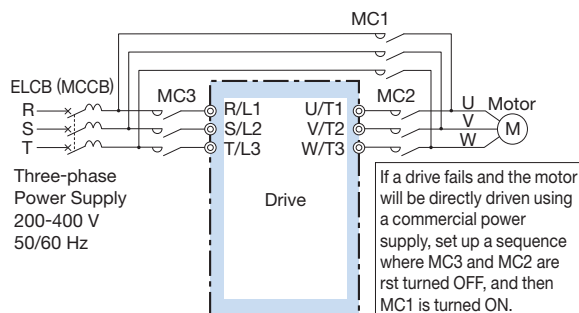 MC1
ELCB (MCCB)
MC3
MC2
R
R/L1
U/T1
U
Motor
S
S/L2
V/T2
V
M
T
T/L3
W/T3
W
Three-phase
Power Supply
200-400 V
50/60 Hz
Drive
If a drive fails and the motor
will be directly driven using
a commercial power
supply, set up a sequence
where MC3 and MC2 are
rst turned OFF, and then
MC1 is turned ON.